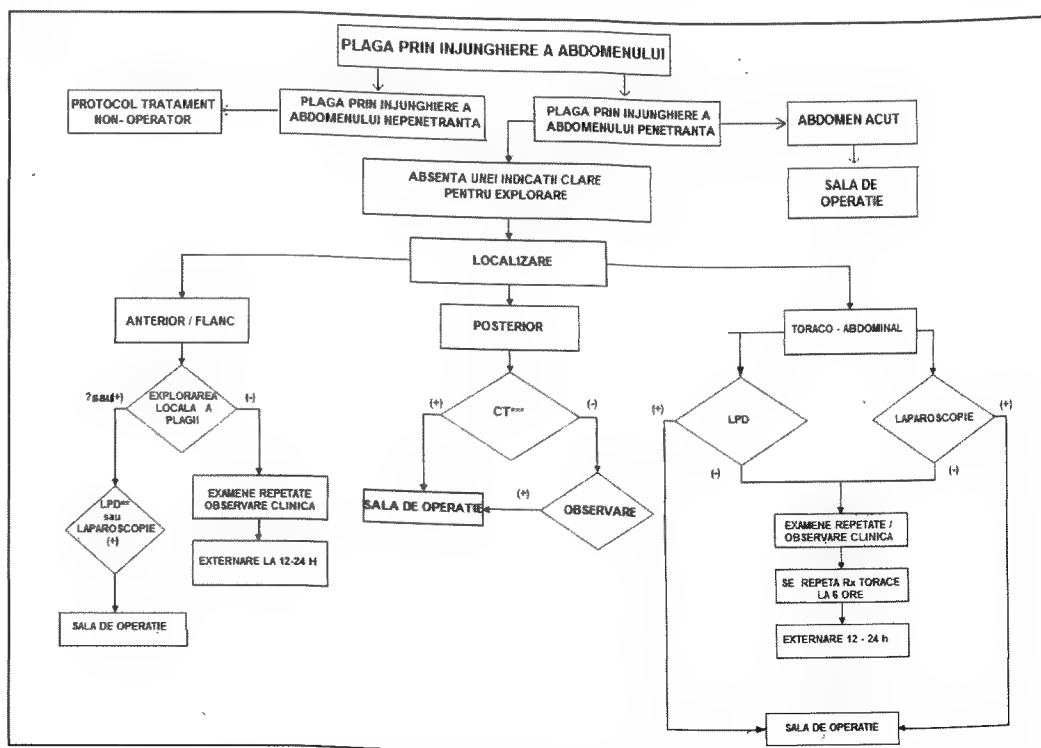 PLAGA PRIN INJUNGHIERE A ABDOMENULUI
PROTOCOL TRATAMENT
NON- OPERATOR
PLAGA PRIN INJUNGHIERE A
ABDOMENULUI NEPENETRANTA
PLAGA PRIN INJUNGHIERE A
ABDOMENULUI PENETRANTA
ABDOMEN ACUT
SALA DE
OPERATIE
ABSENTA UNEI INDICATII CLARE
PENTRU EXPLORARE
LOCALIZARE
ANTERIOR / FLANC
?sau(+)
EXPLORAREA
LOCALA A
PLAGII
(-)
LPD**
sau
LAPAROSCOPIE
(+)
SALA DE OPERATIE
EXAMENE REPETATE
OBSERVARE CLINICA
EXTERNARE LA 12-24 H
POSTERIOR
(+)
CT***
(-)
SALA DE OPERATIE
(+)
OBSERVARE
TORACO - ABDOMINAL
(+)
LPD
(-)
LAPAROSCOPIE
(+)
(-)
EXAMENE REPETATE /
OBSERVARE CLINICA
SE REPETA Rx TORACE
LA 6 ORE
EXTERNARE 12 - 24 h
SALA DE OPERATIE